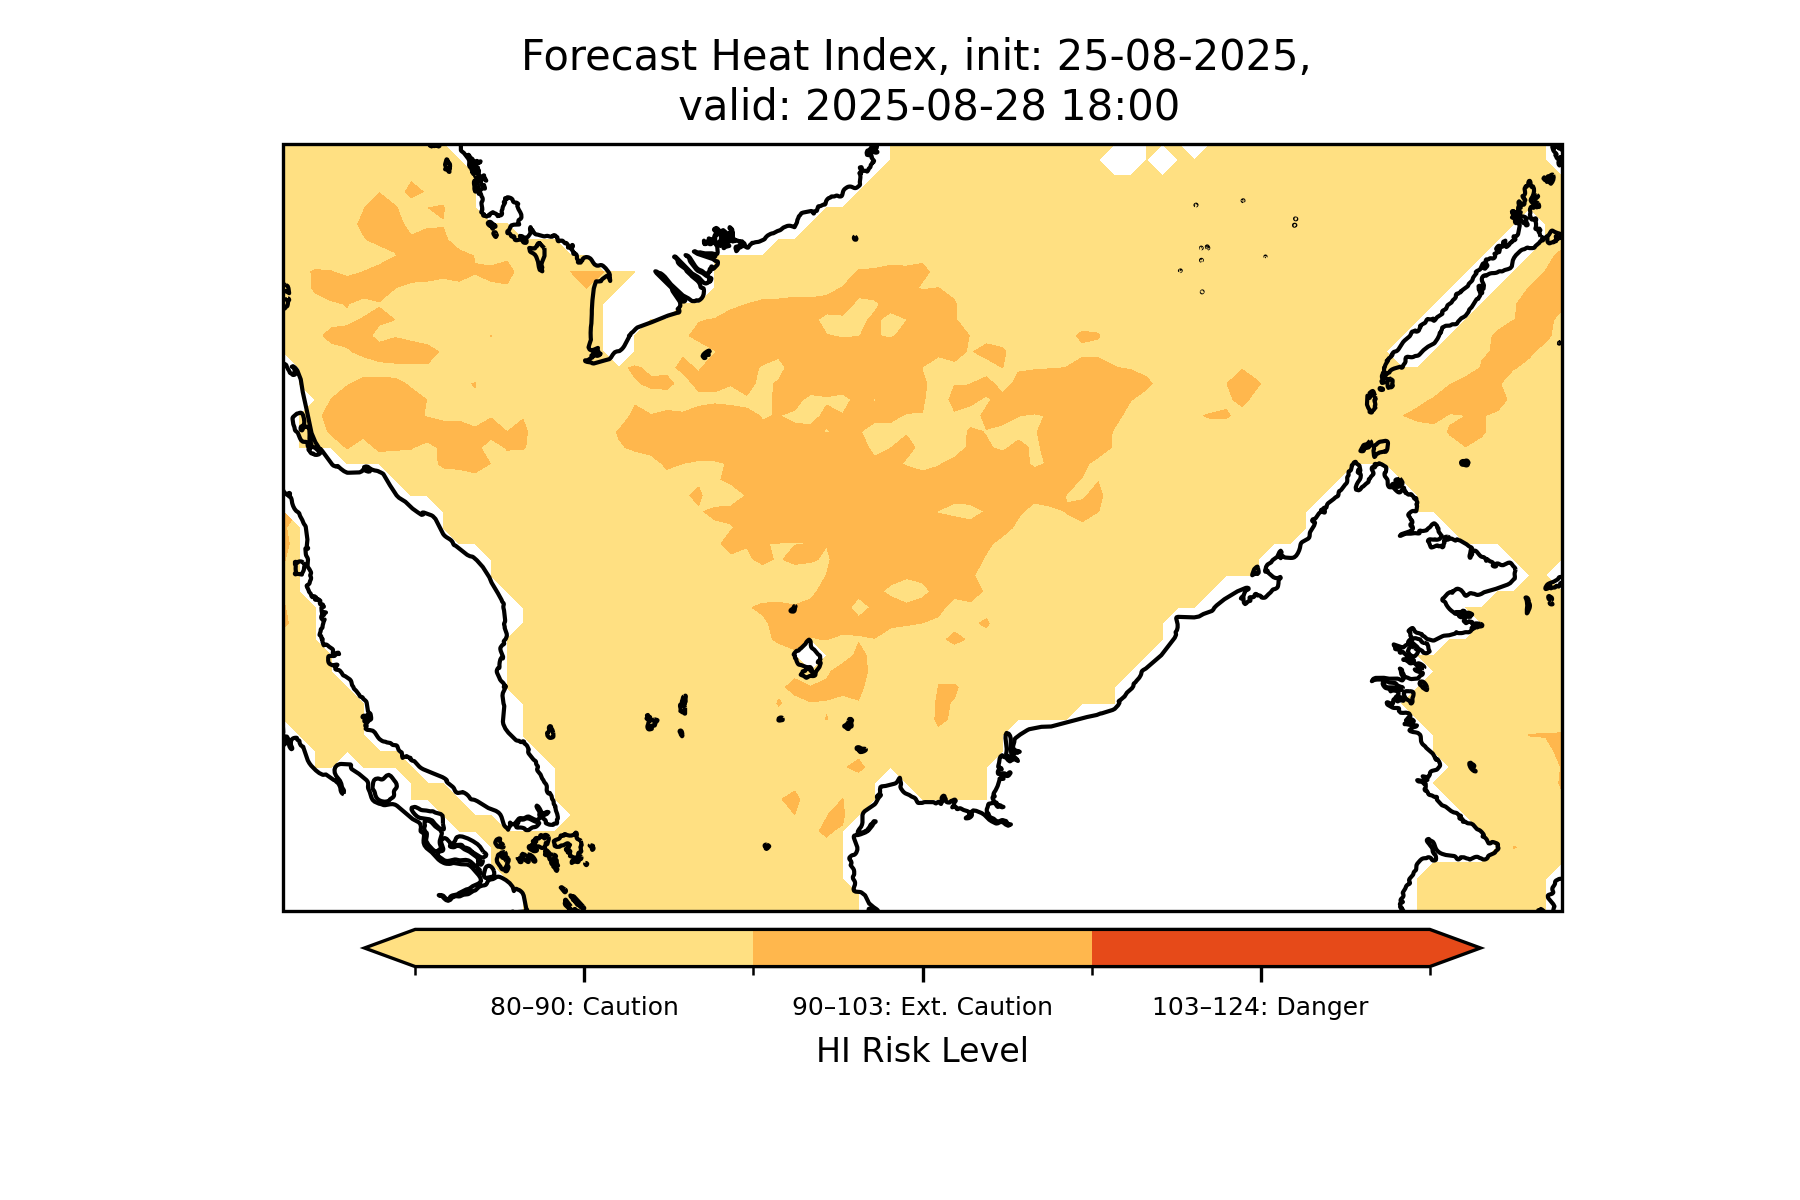 Forecast Heat Index, init: 25-08-2025,
valid: 2025-08-28 18:00
80–90: Caution
90–103: Ext. Caution
103–124: Danger
HI Risk Level